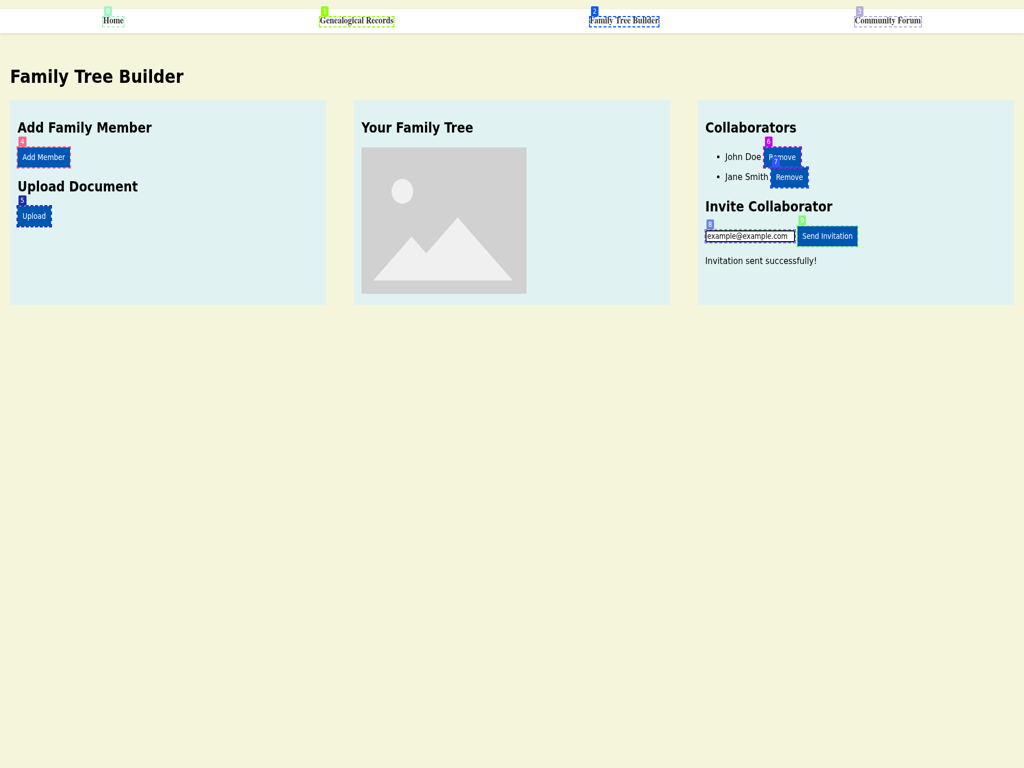 0 1 2 3
Home Genealogical Records Family Tree Builder Community Forum
Family Tree Builder
Add Family Member
4
Add Member
Upload Document
5
Upload
Your Family Tree
Collaborators
6
John Doe Remove
7
Jane Smith Remove
Invite Collaborator
8 9
example@example.com Send Invitation
Invitation sent successfully!